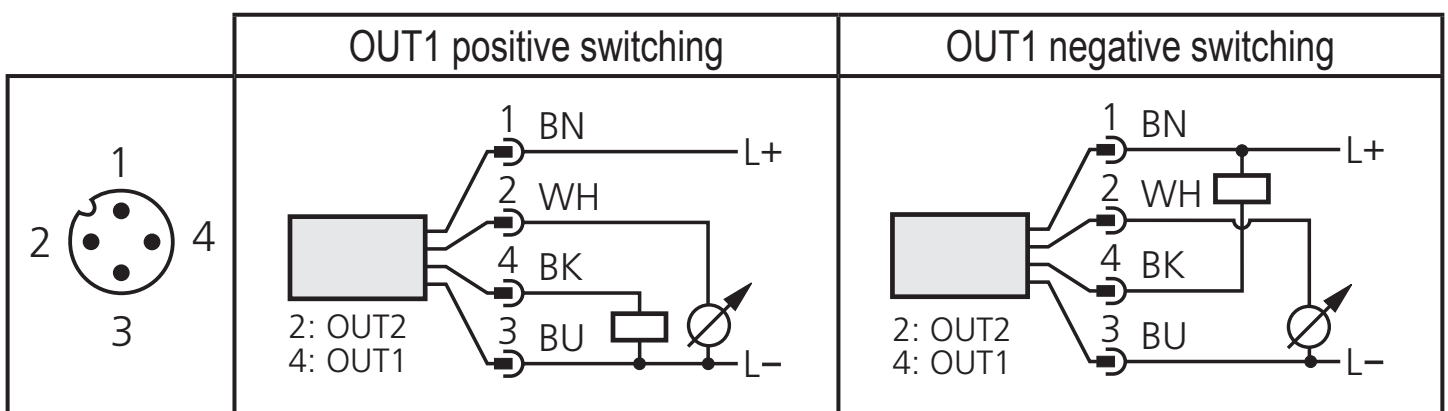 OUT1 positive switching
OUT1 negative switching
1
2
4
3
1 BN
L+
2 WH
4 BK
3 BU
L–
2: OUT2
4: OUT1
1 BN
L+
2 WH
4 BK
3 BU
L–
2: OUT2
4: OUT1